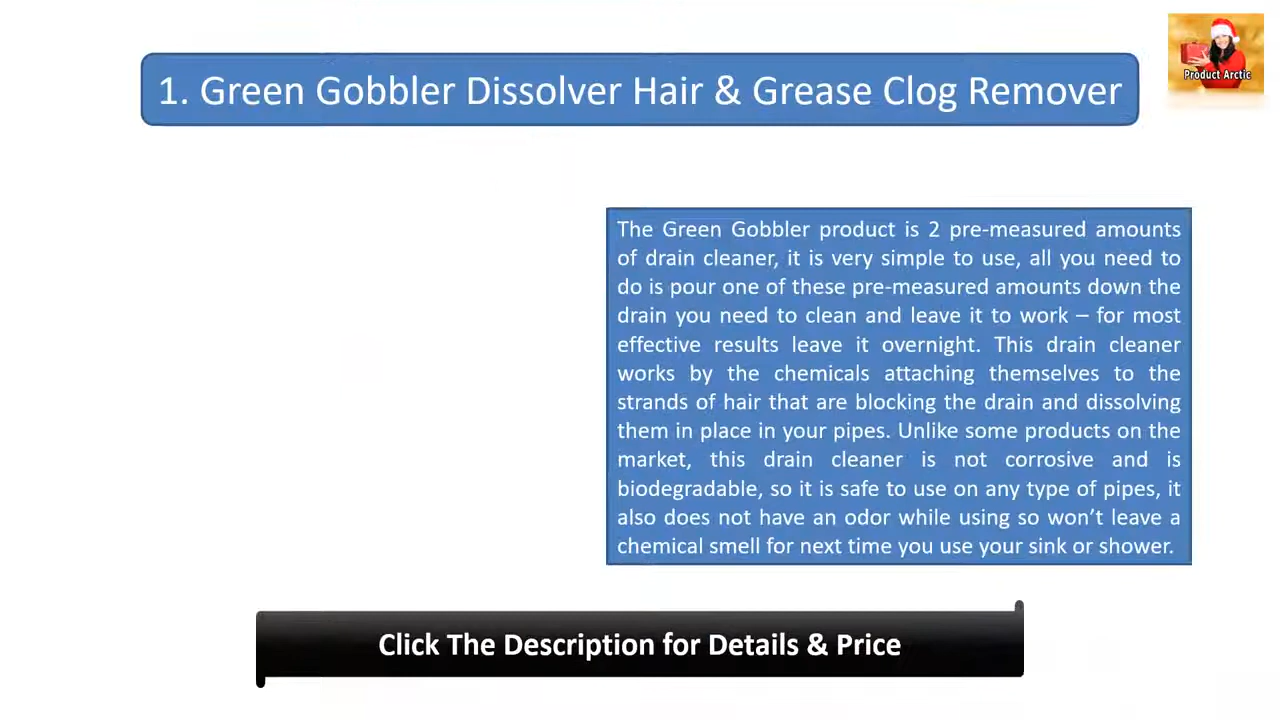 1. Green Gobbler Dissolver Hair & Grease Clog Remover
Product Arctic
The Green Gobbler product is 2 pre-measured amounts
of drain cleaner, it is very simple to use, all you need to
do is pour one of these pre-measured amounts down the
drain you need to clean and leave it to work – for most
effective results leave it overnight. This drain cleaner
works by the chemicals attaching themselves to the
strands of hair that are blocking the drain and dissolving
them in place in your pipes. Unlike some products on the
market, this drain cleaner is not corrosive and is
biodegradable, so it is safe to use on any type of pipes, it
also does not have an odor while using so won’t leave a
chemical smell for next time you use your sink or shower.
Click The Description for Details & Price